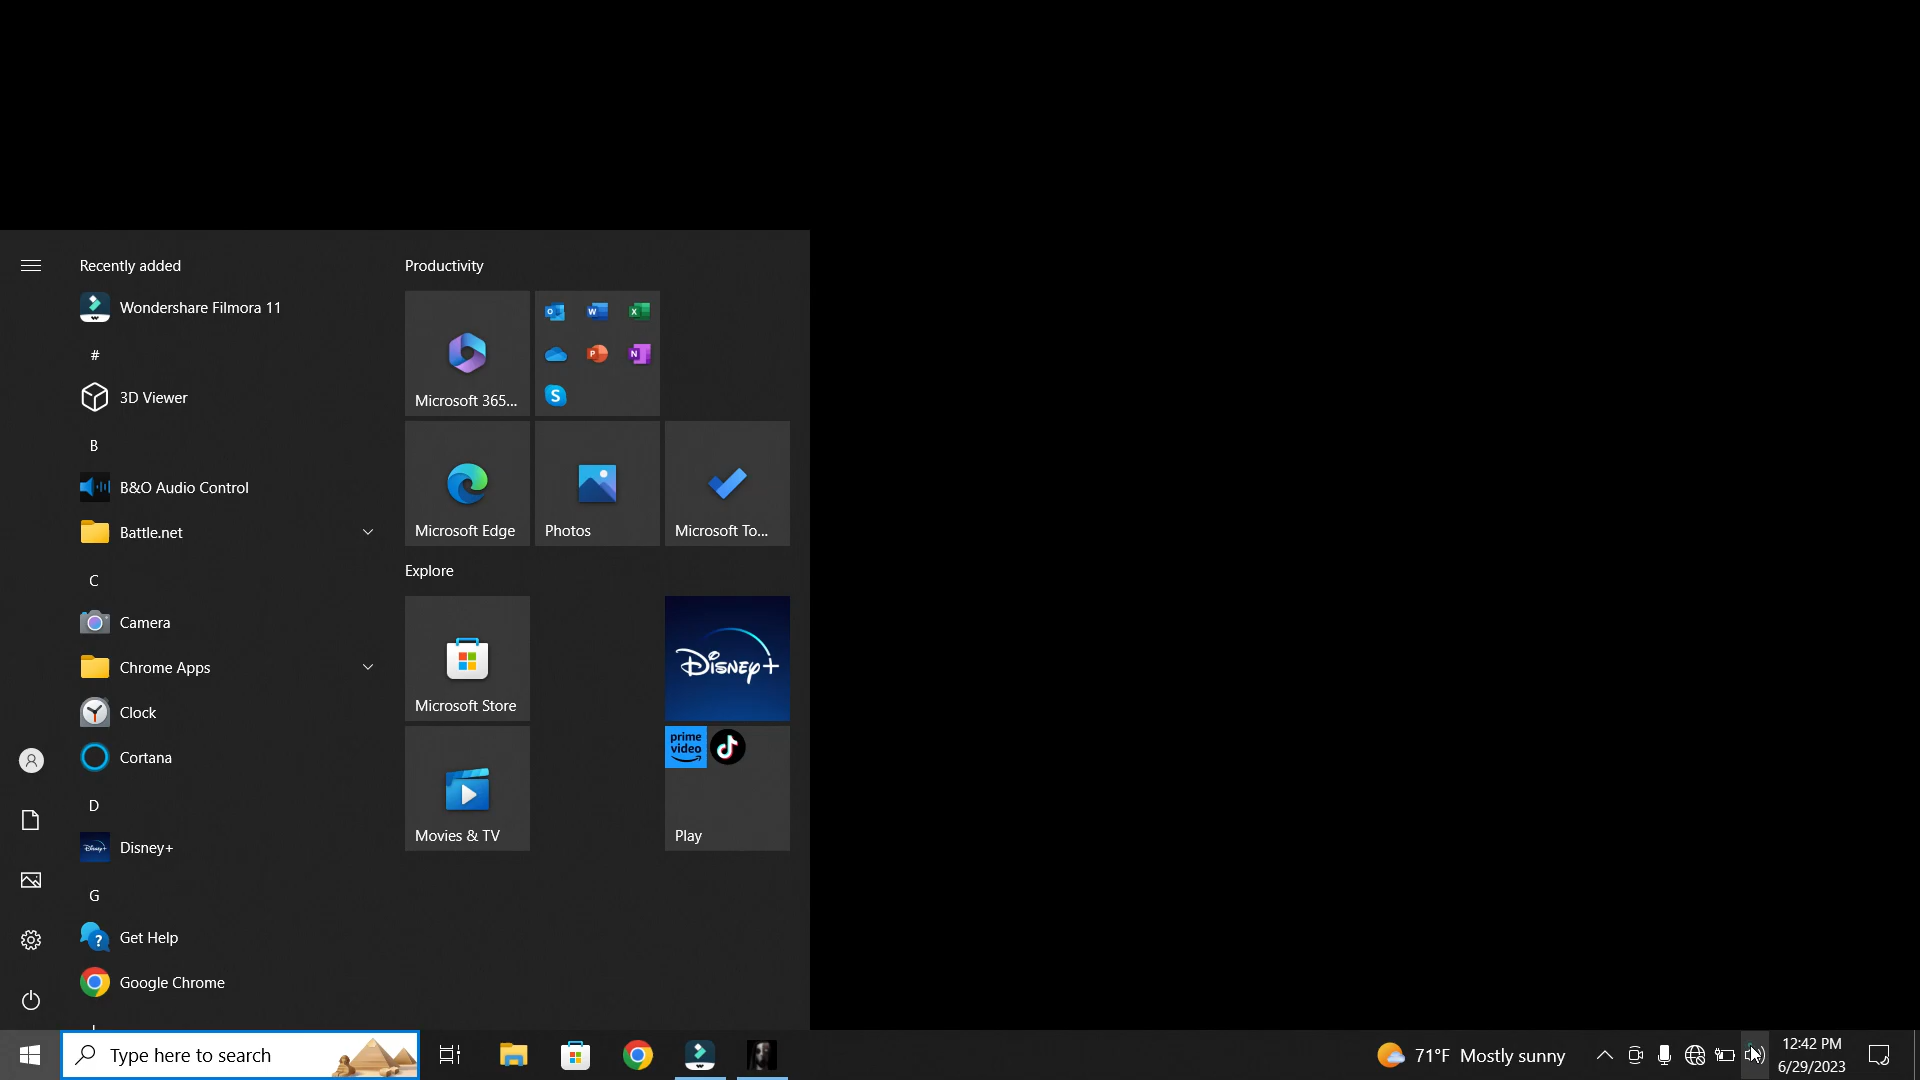 Recently added
Wondershare Filmora 11
#
3D Viewer
B
B&O Audio Control
Battle.net
C
Camera
Chrome Apps
Clock
Cortana
D
Disney+
G
Get Help
Google Chrome
Productivity
Microsoft 365...
Microsoft Edge
Photos
Microsoft To...
Explore
Microsoft Store
Disney+
Movies & TV
prime
video
Play
Type here to search
71°F Mostly sunny
12:42 PM
6/29/2023